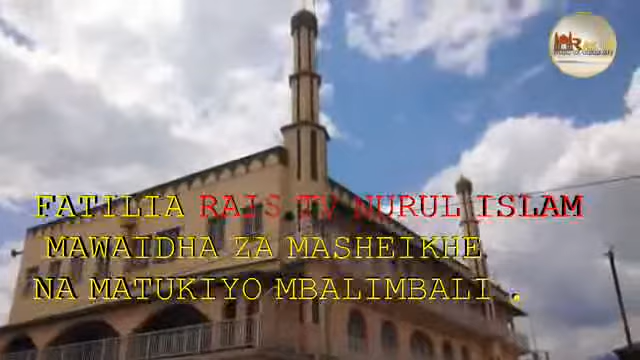 FATILIA RAIS TV NURUL ISLAM
MAWAIDHA ZA MASHEIKHE
NA MATUKIYO MBALIMBALI .